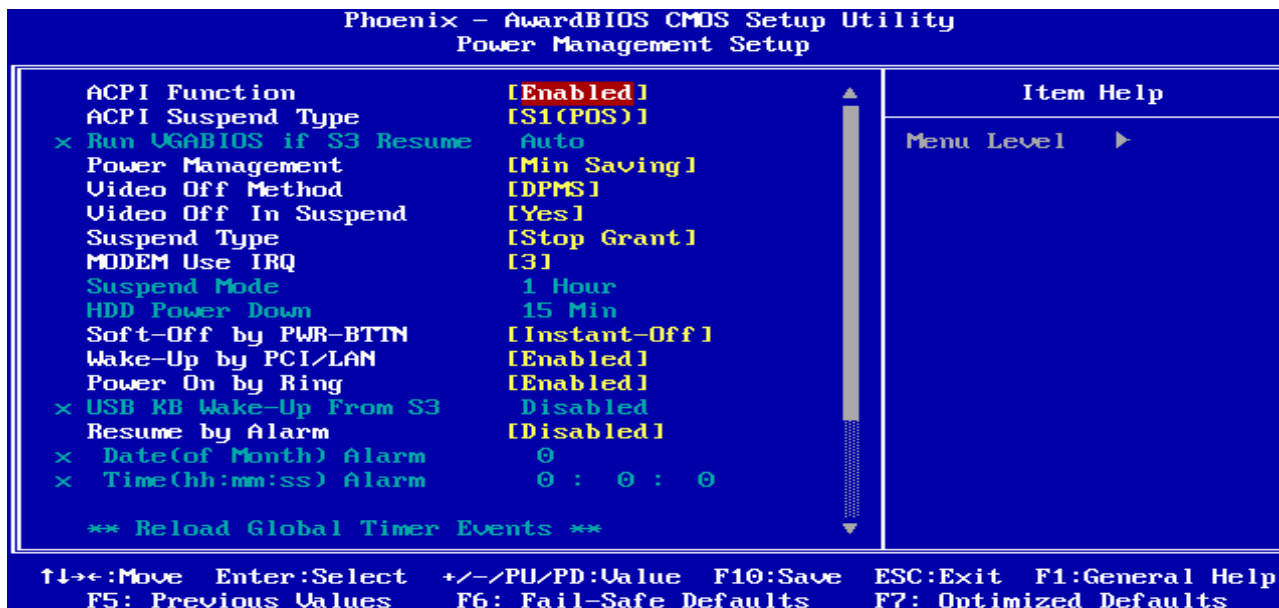 Phoenix - AwardBIOS CMOS Setup Utility
Power Management Setup
ACPI Function [Enabled]
ACPI Suspend Type [S1(POS)]
x Run VGABIOS if S3 Resume Auto
Power Management [Min Saving]
Video Off Method [DPMS]
Video Off In Suspend [Yes]
Suspend Type [Stop Grant]
MODEM Use IRQ [3]
Suspend Mode 1 Hour
HDD Power Down 15 Min
Soft-Off by PWR-BTTN [Instant-Off]
Wake-Up by PCI/LAN [Enabled]
Power On by Ring [Enabled]
x USB KB Wake-Up From S3 Disabled
Resume by Alarm [Disabled]
x Date(of Month) Alarm 0
x Time(hh:mm:ss) Alarm 0 : 0 : 0
** Reload Global Timer Events **
Item Help
Menu Level ►
↑↓→←:Move Enter:Select +/-/PU/PD:Value F10:Save ESC:Exit F1:General Help
F5: Previous Values F6: Fail-Safe Defaults F7: Optimized Defaults